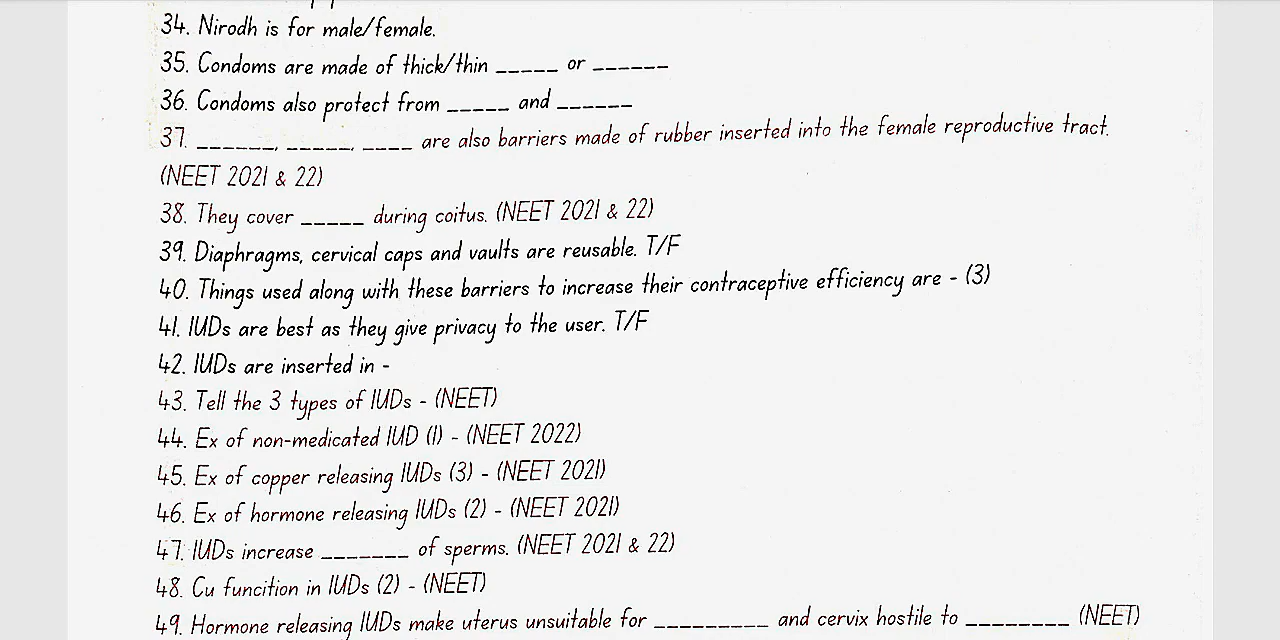 34. Nirodh is for male/female.
35. Condoms are made of thick/thin _____ or ______
36. Condoms also protect from _____ and ______
37. ______, _____, ____ are also barriers made of rubber inserted into the female reproductive tract.
(NEET 2021 & 22)
38. They cover _____ during coitus. (NEET 2021 & 22)
39. Diaphragms, cervical caps and vaults are reusable. T/F
40. Things used along with these barriers to increase their contraceptive efficiency are - (3)
41. IUDs are best as they give privacy to the user. T/F
42. IUDs are inserted in -
43. Tell the 3 types of IUDs - (NEET)
44. Ex of non-medicated IUD (1) - (NEET 2022)
45. Ex of copper releasing IUDs (3) - (NEET 2021)
46. Ex of hormone releasing IUDs (2) - (NEET 2021)
47. IUDs increase _______ of sperms. (NEET 2021 & 22)
48. Cu funcition in IUDs (2) - (NEET)
49. Hormone releasing IUDs make uterus unsuitable for _________ and cervix hostile to ________ (NEET)